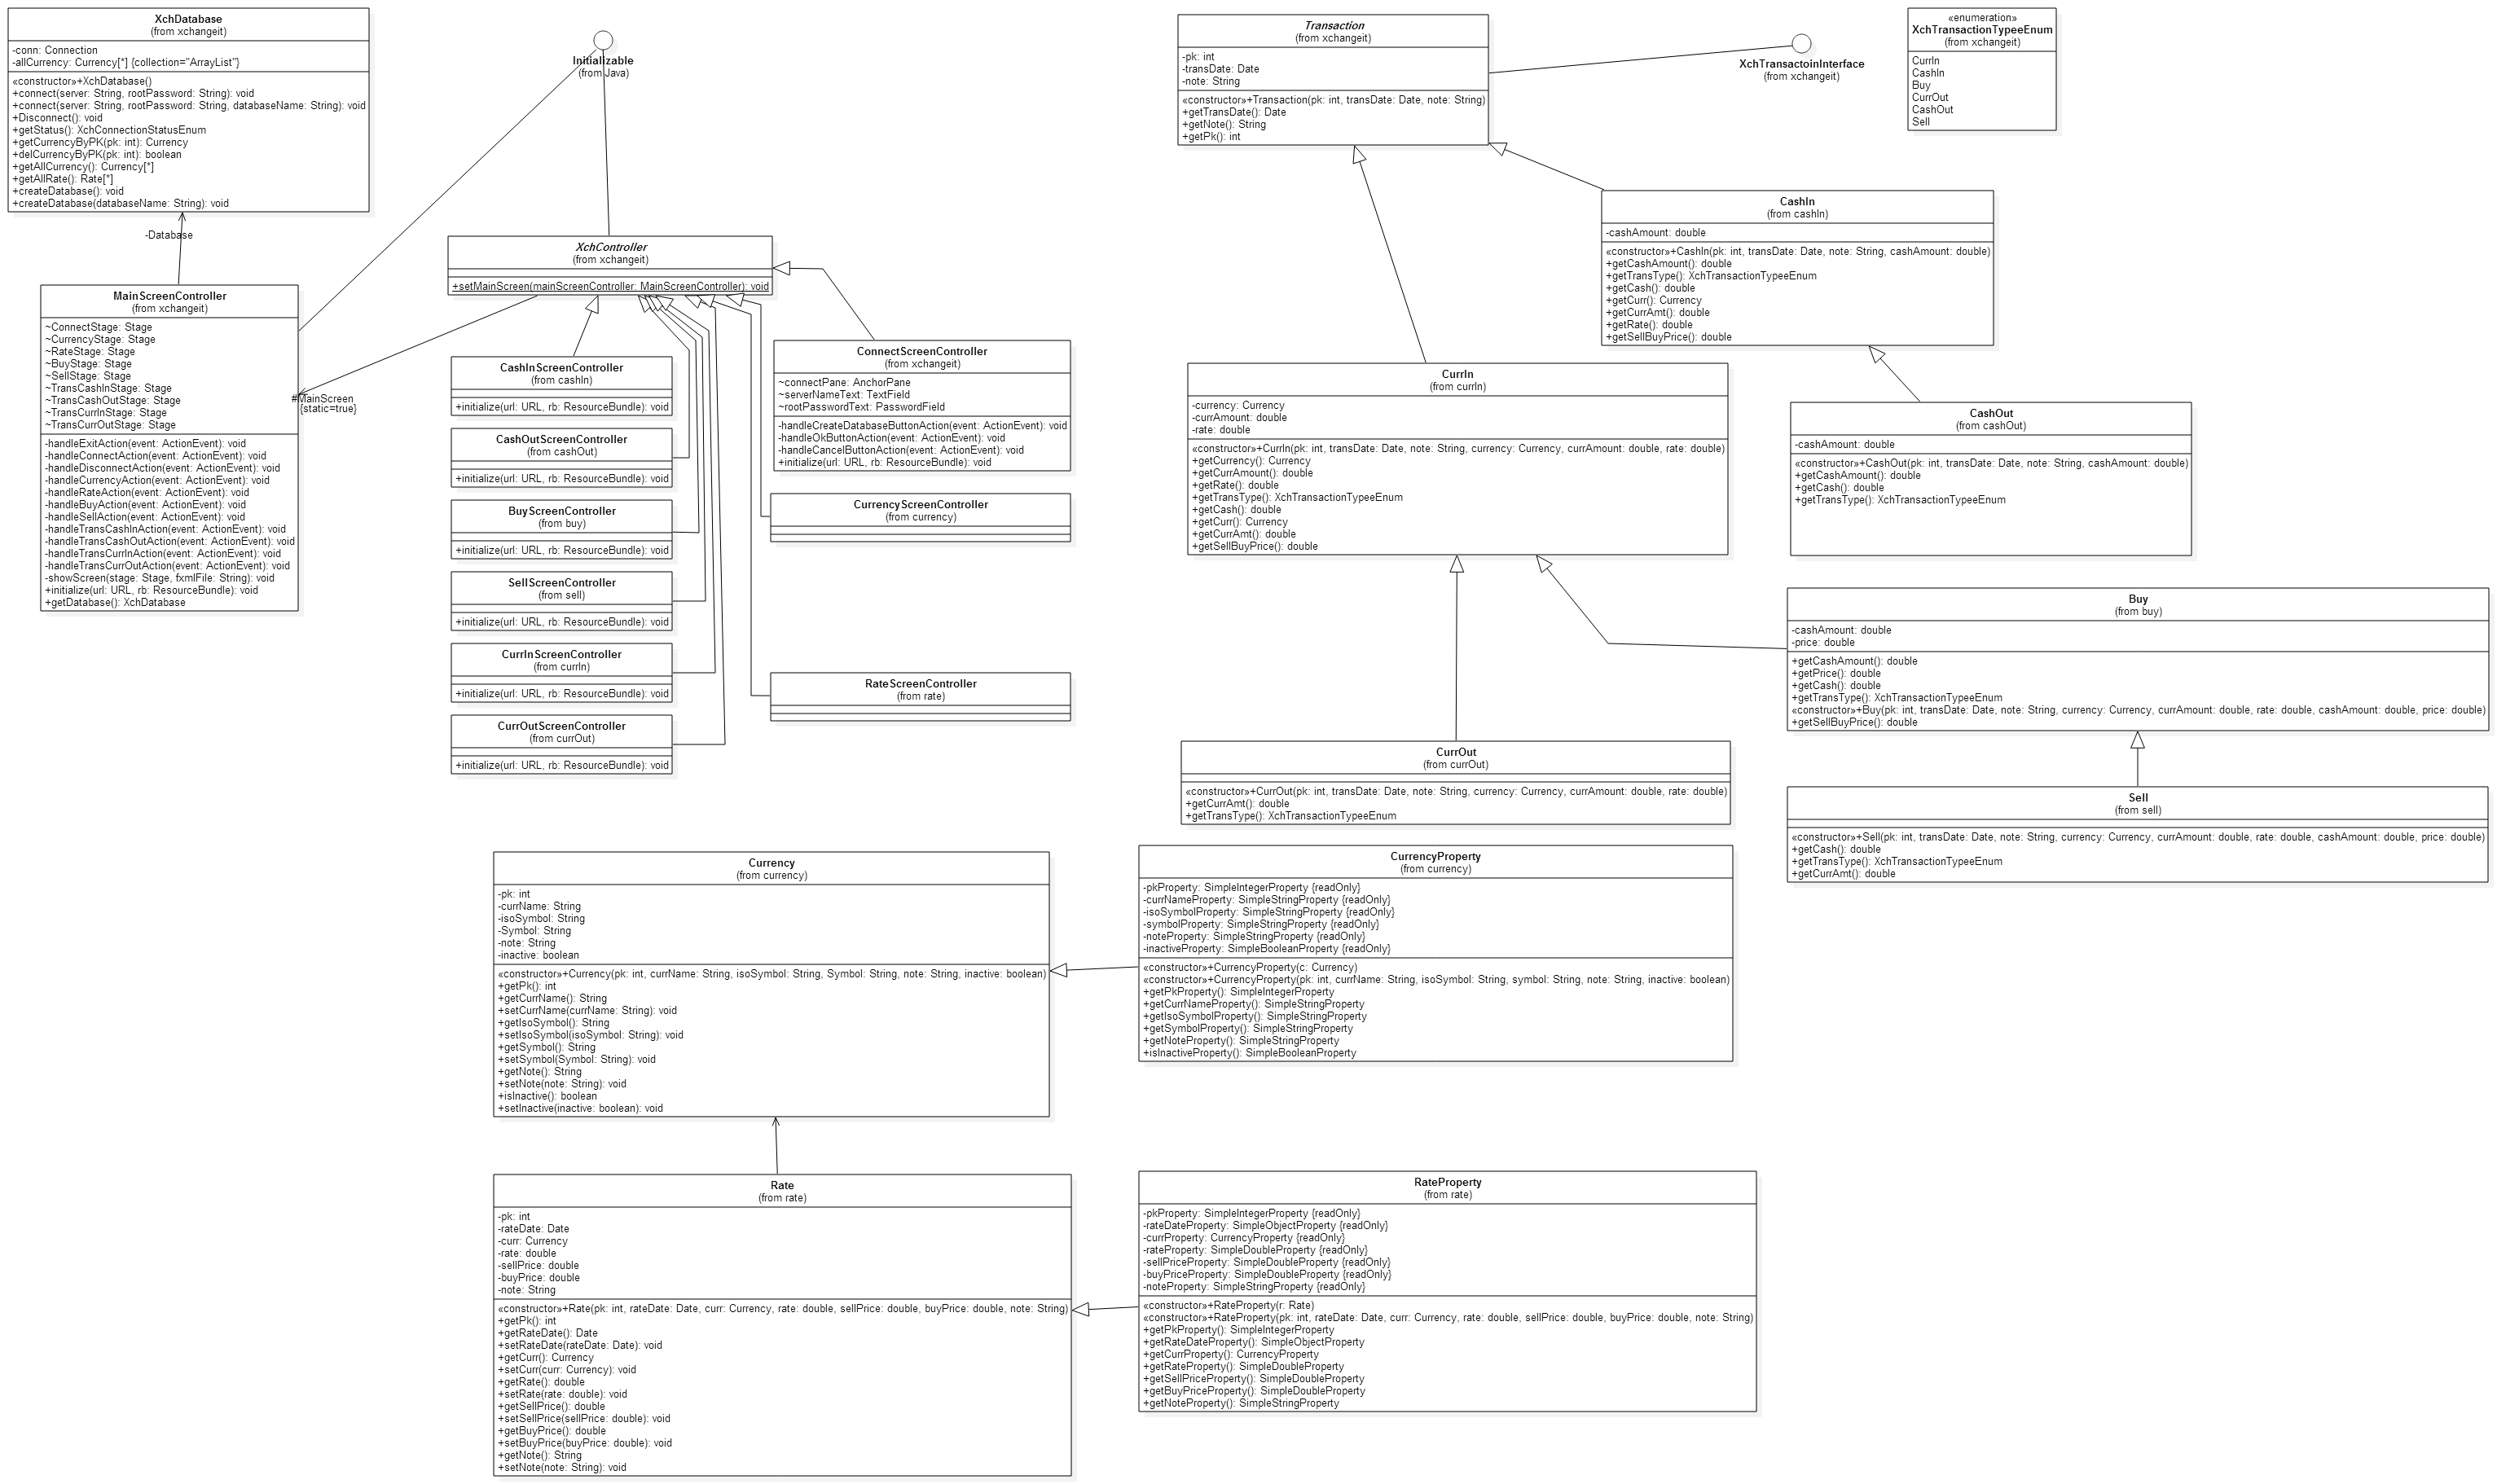 XchDatabase
(from xchangeit)
-conn: Connection
-allCurrency: Currency[*] {collection="ArrayList"}
«constructor»+XchDatabase()
+connect(server: String, rootPassword: String): void
+connect(server: String, rootPassword: String, databaseName: String): void
+Disconnect(): void
+getStatus(): XchConnectionStatusEnum
+getCurrencyByPK(pk: int): Currency
+delCurrencyByPK(pk: int): boolean
+getAllCurrency(): Currency[*]
+getAllRate(): Rate[*]
+createDatabase(): void
+createDatabase(databaseName: String): void
-Database
Initializable
(from Java)
MainScreenController
(from xchangeit)
~ConnectStage: Stage
~CurrencyStage: Stage
~RateStage: Stage
~BuyStage: Stage
~SellStage: Stage
~TransCashInStage: Stage
~TransCashOutStage: Stage
~TransCurrInStage: Stage
~TransCurrOutStage: Stage
-handleExitAction(event: ActionEvent): void
-handleConnectAction(event: ActionEvent): void
-handleDisconnectAction(event: ActionEvent): void
-handleCurrencyAction(event: ActionEvent): void
-handleRateAction(event: ActionEvent): void
-handleBuyAction(event: ActionEvent): void
-handleSellAction(event: ActionEvent): void
-handleTransCashInAction(event: ActionEvent): void
-handleTransCashOutAction(event: ActionEvent): void
-handleTransCurrInAction(event: ActionEvent): void
-handleTransCurrOutAction(event: ActionEvent): void
-showScreen(stage: Stage, fxmlFile: String): void
+initialize(url: URL, rb: ResourceBundle): void
+getDatabase(): XchDatabase
#MainScreen
{static=true}
XchController
(from xchangeit)
+setMainScreen(mainScreenController: MainScreenController): void
CashInScreenController
(from cashIn)
+initialize(url: URL, rb: ResourceBundle): void
CashOutScreenController
(from cashOut)
+initialize(url: URL, rb: ResourceBundle): void
BuyScreenController
(from buy)
+initialize(url: URL, rb: ResourceBundle): void
SellScreenController
(from sell)
+initialize(url: URL, rb: ResourceBundle): void
CurrInScreenController
(from currIn)
+initialize(url: URL, rb: ResourceBundle): void
CurrOutScreenController
(from currOut)
+initialize(url: URL, rb: ResourceBundle): void
ConnectScreenController
(from xchangeit)
~connectPane: AnchorPane
~serverNameText: TextField
~rootPasswordText: PasswordField
-handleCreateDatabaseButtonAction(event: ActionEvent): void
-handleOkButtonAction(event: ActionEvent): void
-handleCancelButtonAction(event: ActionEvent): void
+initialize(url: URL, rb: ResourceBundle): void
CurrencyScreenController
(from currency)
RateScreenController
(from rate)
Transaction
(from xchangeit)
-pk: int
-transDate: Date
-note: String
«constructor»+Transaction(pk: int, transDate: Date, note: String)
+getTransDate(): Date
+getNote(): String
+getPk(): int
XchTransactoinInterface
(from xchangeit)
«enumeration»
XchTransactionTypeeEnum
(from xchangeit)
CurrIn
CashIn
Buy
CurrOut
CashOut
Sell
CashIn
(from cashIn)
-cashAmount: double
«constructor»+CashIn(pk: int, transDate: Date, note: String, cashAmount: double)
+getCashAmount(): double
+getTransType(): XchTransactionTypeeEnum
+getCash(): double
+getCurr(): Currency
+getCurrAmt(): double
+getRate(): double
+getSellBuyPrice(): double
CurrIn
(from currIn)
-currency: Currency
-currAmount: double
-rate: double
«constructor»+CurrIn(pk: int, transDate: Date, note: String, currency: Currency, currAmount: double, rate: double)
+getCurrency(): Currency
+getCurrAmount(): double
+getRate(): double
+getTransType(): XchTransactionTypeeEnum
+getCash(): double
+getCurr(): Currency
+getCurrAmt(): double
+getSellBuyPrice(): double
CashOut
(from cashOut)
-cashAmount: double
«constructor»+CashOut(pk: int, transDate: Date, note: String, cashAmount: double)
+getCashAmount(): double
+getCash(): double
+getTransType(): XchTransactionTypeeEnum
Buy
(from buy)
-cashAmount: double
-price: double
+getCashAmount(): double
+getPrice(): double
+getCash(): double
+getTransType(): XchTransactionTypeeEnum
«constructor»+Buy(pk: int, transDate: Date, note: String, currency: Currency, currAmount: double, rate: double, cashAmount: double, price: double)
+getSellBuyPrice(): double
CurrOut
(from currOut)
«constructor»+CurrOut(pk: int, transDate: Date, note: String, currency: Currency, currAmount: double, rate: double)
+getCurrAmt(): double
+getTransType(): XchTransactionTypeeEnum
Sell
(from sell)
«constructor»+Sell(pk: int, transDate: Date, note: String, currency: Currency, currAmount: double, rate: double, cashAmount: double, price: double)
+getCash(): double
+getTransType(): XchTransactionTypeeEnum
+getCurrAmt(): double
Currency
(from currency)
-pk: int
-currName: String
-isoSymbol: String
-Symbol: String
-note: String
-inactive: boolean
«constructor»+Currency(pk: int, currName: String, isoSymbol: String, Symbol: String, note: String, inactive: boolean)
+getPk(): int
+getCurrName(): String
+setCurrName(currName: String): void
+getIsoSymbol(): String
+setIsoSymbol(isoSymbol: String): void
+getSymbol(): String
+setSymbol(Symbol: String): void
+getNote(): String
+setNote(note: String): void
+isInactive(): boolean
+setInactive(inactive: boolean): void
CurrencyProperty
(from currency)
-pkProperty: SimpleIntegerProperty {readOnly}
-currNameProperty: SimpleStringProperty {readOnly}
-isoSymbolProperty: SimpleStringProperty {readOnly}
-symbolProperty: SimpleStringProperty {readOnly}
-noteProperty: SimpleStringProperty {readOnly}
-inactiveProperty: SimpleBooleanProperty {readOnly}
«constructor»+CurrencyProperty(c: Currency)
«constructor»+CurrencyProperty(pk: int, currName: String, isoSymbol: String, symbol: String, note: String, inactive: boolean)
+getPkProperty(): SimpleIntegerProperty
+getCurrNameProperty(): SimpleStringProperty
+getIsoSymbolProperty(): SimpleStringProperty
+getSymbolProperty(): SimpleStringProperty
+getNoteProperty(): SimpleStringProperty
+isInactiveProperty(): SimpleBooleanProperty
Rate
(from rate)
-pk: int
-rateDate: Date
-curr: Currency
-rate: double
-sellPrice: double
-buyPrice: double
-note: String
«constructor»+Rate(pk: int, rateDate: Date, curr: Currency, rate: double, sellPrice: double, buyPrice: double, note: String)
+getPk(): int
+getRateDate(): Date
+setRateDate(rateDate: Date): void
+getCurr(): Currency
+setCurr(curr: Currency): void
+getRate(): double
+setRate(rate: double): void
+getSellPrice(): double
+setSellPrice(sellPrice: double): void
+getBuyPrice(): double
+setBuyPrice(buyPrice: double): void
+getNote(): String
+setNote(note: String): void
RateProperty
(from rate)
-pkProperty: SimpleIntegerProperty {readOnly}
-rateDateProperty: SimpleObjectProperty {readOnly}
-currProperty: CurrencyProperty {readOnly}
-rateProperty: SimpleDoubleProperty {readOnly}
-sellPriceProperty: SimpleDoubleProperty {readOnly}
-buyPriceProperty: SimpleDoubleProperty {readOnly}
-noteProperty: SimpleStringProperty {readOnly}
«constructor»+RateProperty(r: Rate)
«constructor»+RateProperty(pk: int, rateDate: Date, curr: Currency, rate: double, sellPrice: double, buyPrice: double, note: String)
+getPkProperty(): SimpleIntegerProperty
+getRateDateProperty(): SimpleObjectProperty
+getCurrProperty(): CurrencyProperty
+getRateProperty(): SimpleDoubleProperty
+getSellPriceProperty(): SimpleDoubleProperty
+getBuyPriceProperty(): SimpleDoubleProperty
+getNoteProperty(): SimpleStringProperty